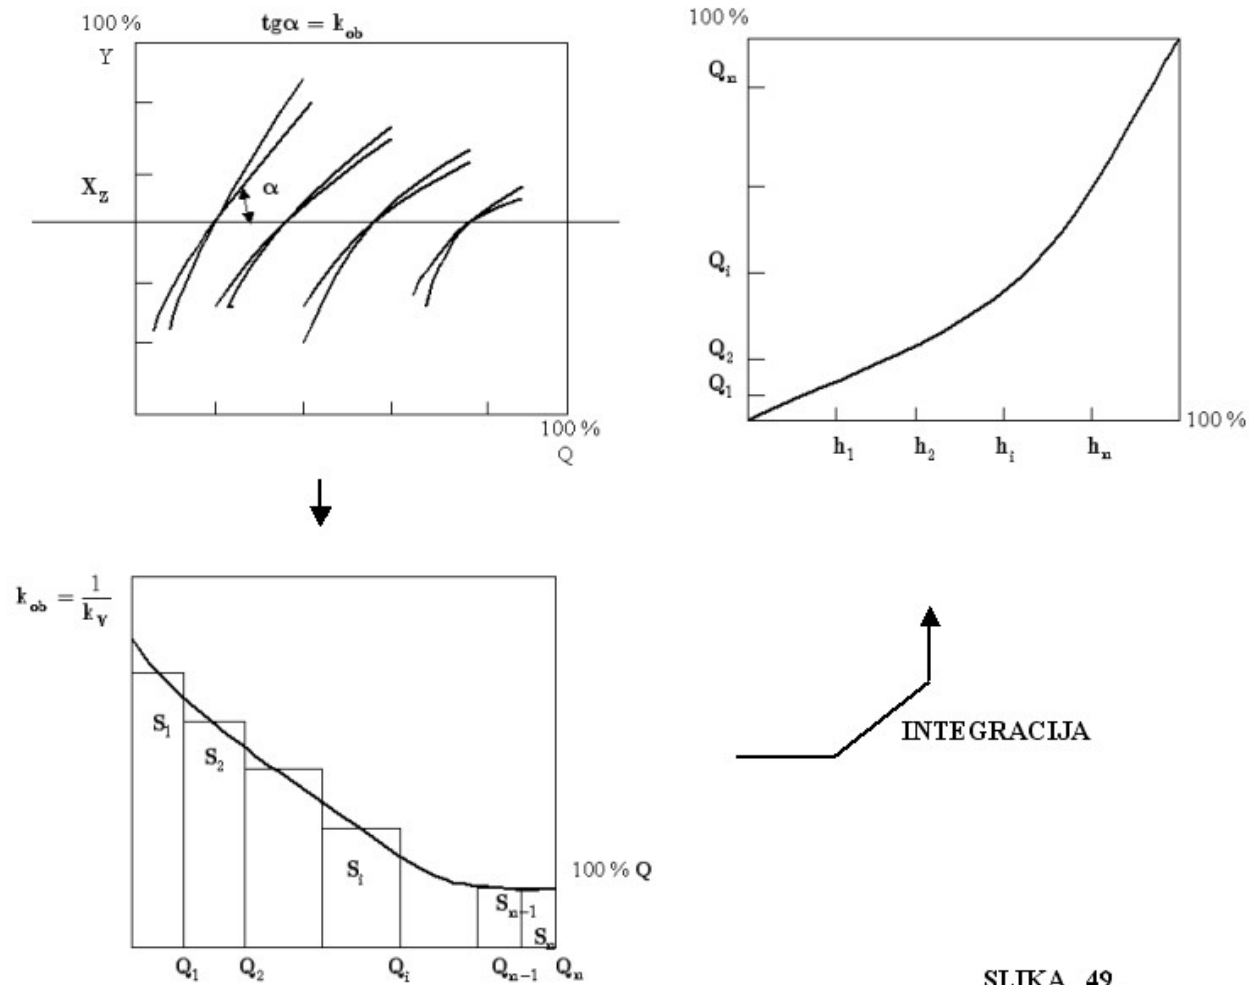 100 %
tgα = k_ob
Y
X_Z
α
100 %
Q
100 %
Q_n
Q_i
Q_2
Q_1
100 %
h_1 h_2 h_i h_n
k_ob = 1/k_V
S_1
S_2
S_i
S_n-1
S_n
100 % Q
Q_1 Q_2 Q_i Q_n-1 Q_n
INTEGRACIJA
SLIKA 49